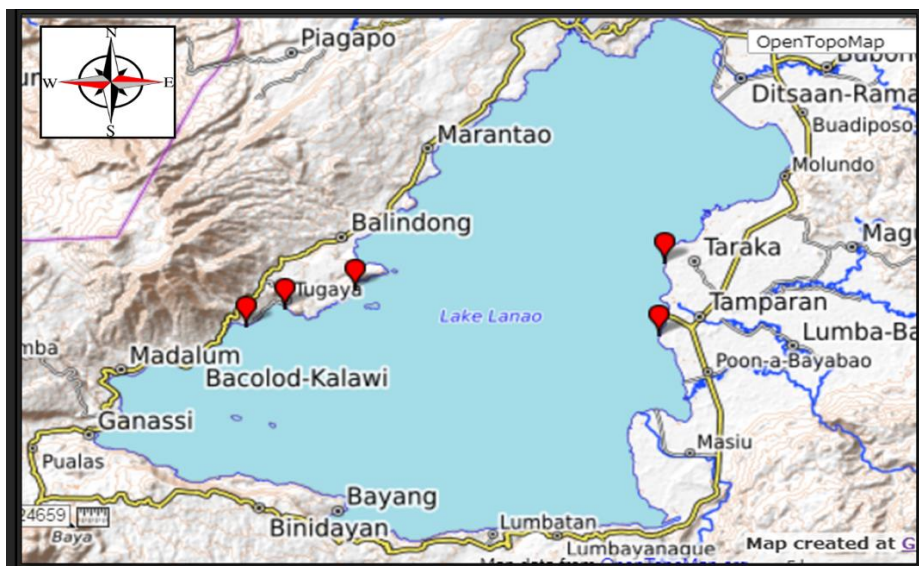 N
Piagapo
OpenTopoMap
W
E
S
Ditsaan-Rama
Buadiposo
Marantao
Molundo
Balindong
Taraka
Tugaya
Tamparan
Lake Lanao
Lumba-Ba
Madalum
Poon-a-Bayabao
Bacolod-Kalawi
Ganassi
Masiu
Pualas
Bayang
24659
Binidayan
Lumbatan
Baya
Lumbayanague
Map created at G